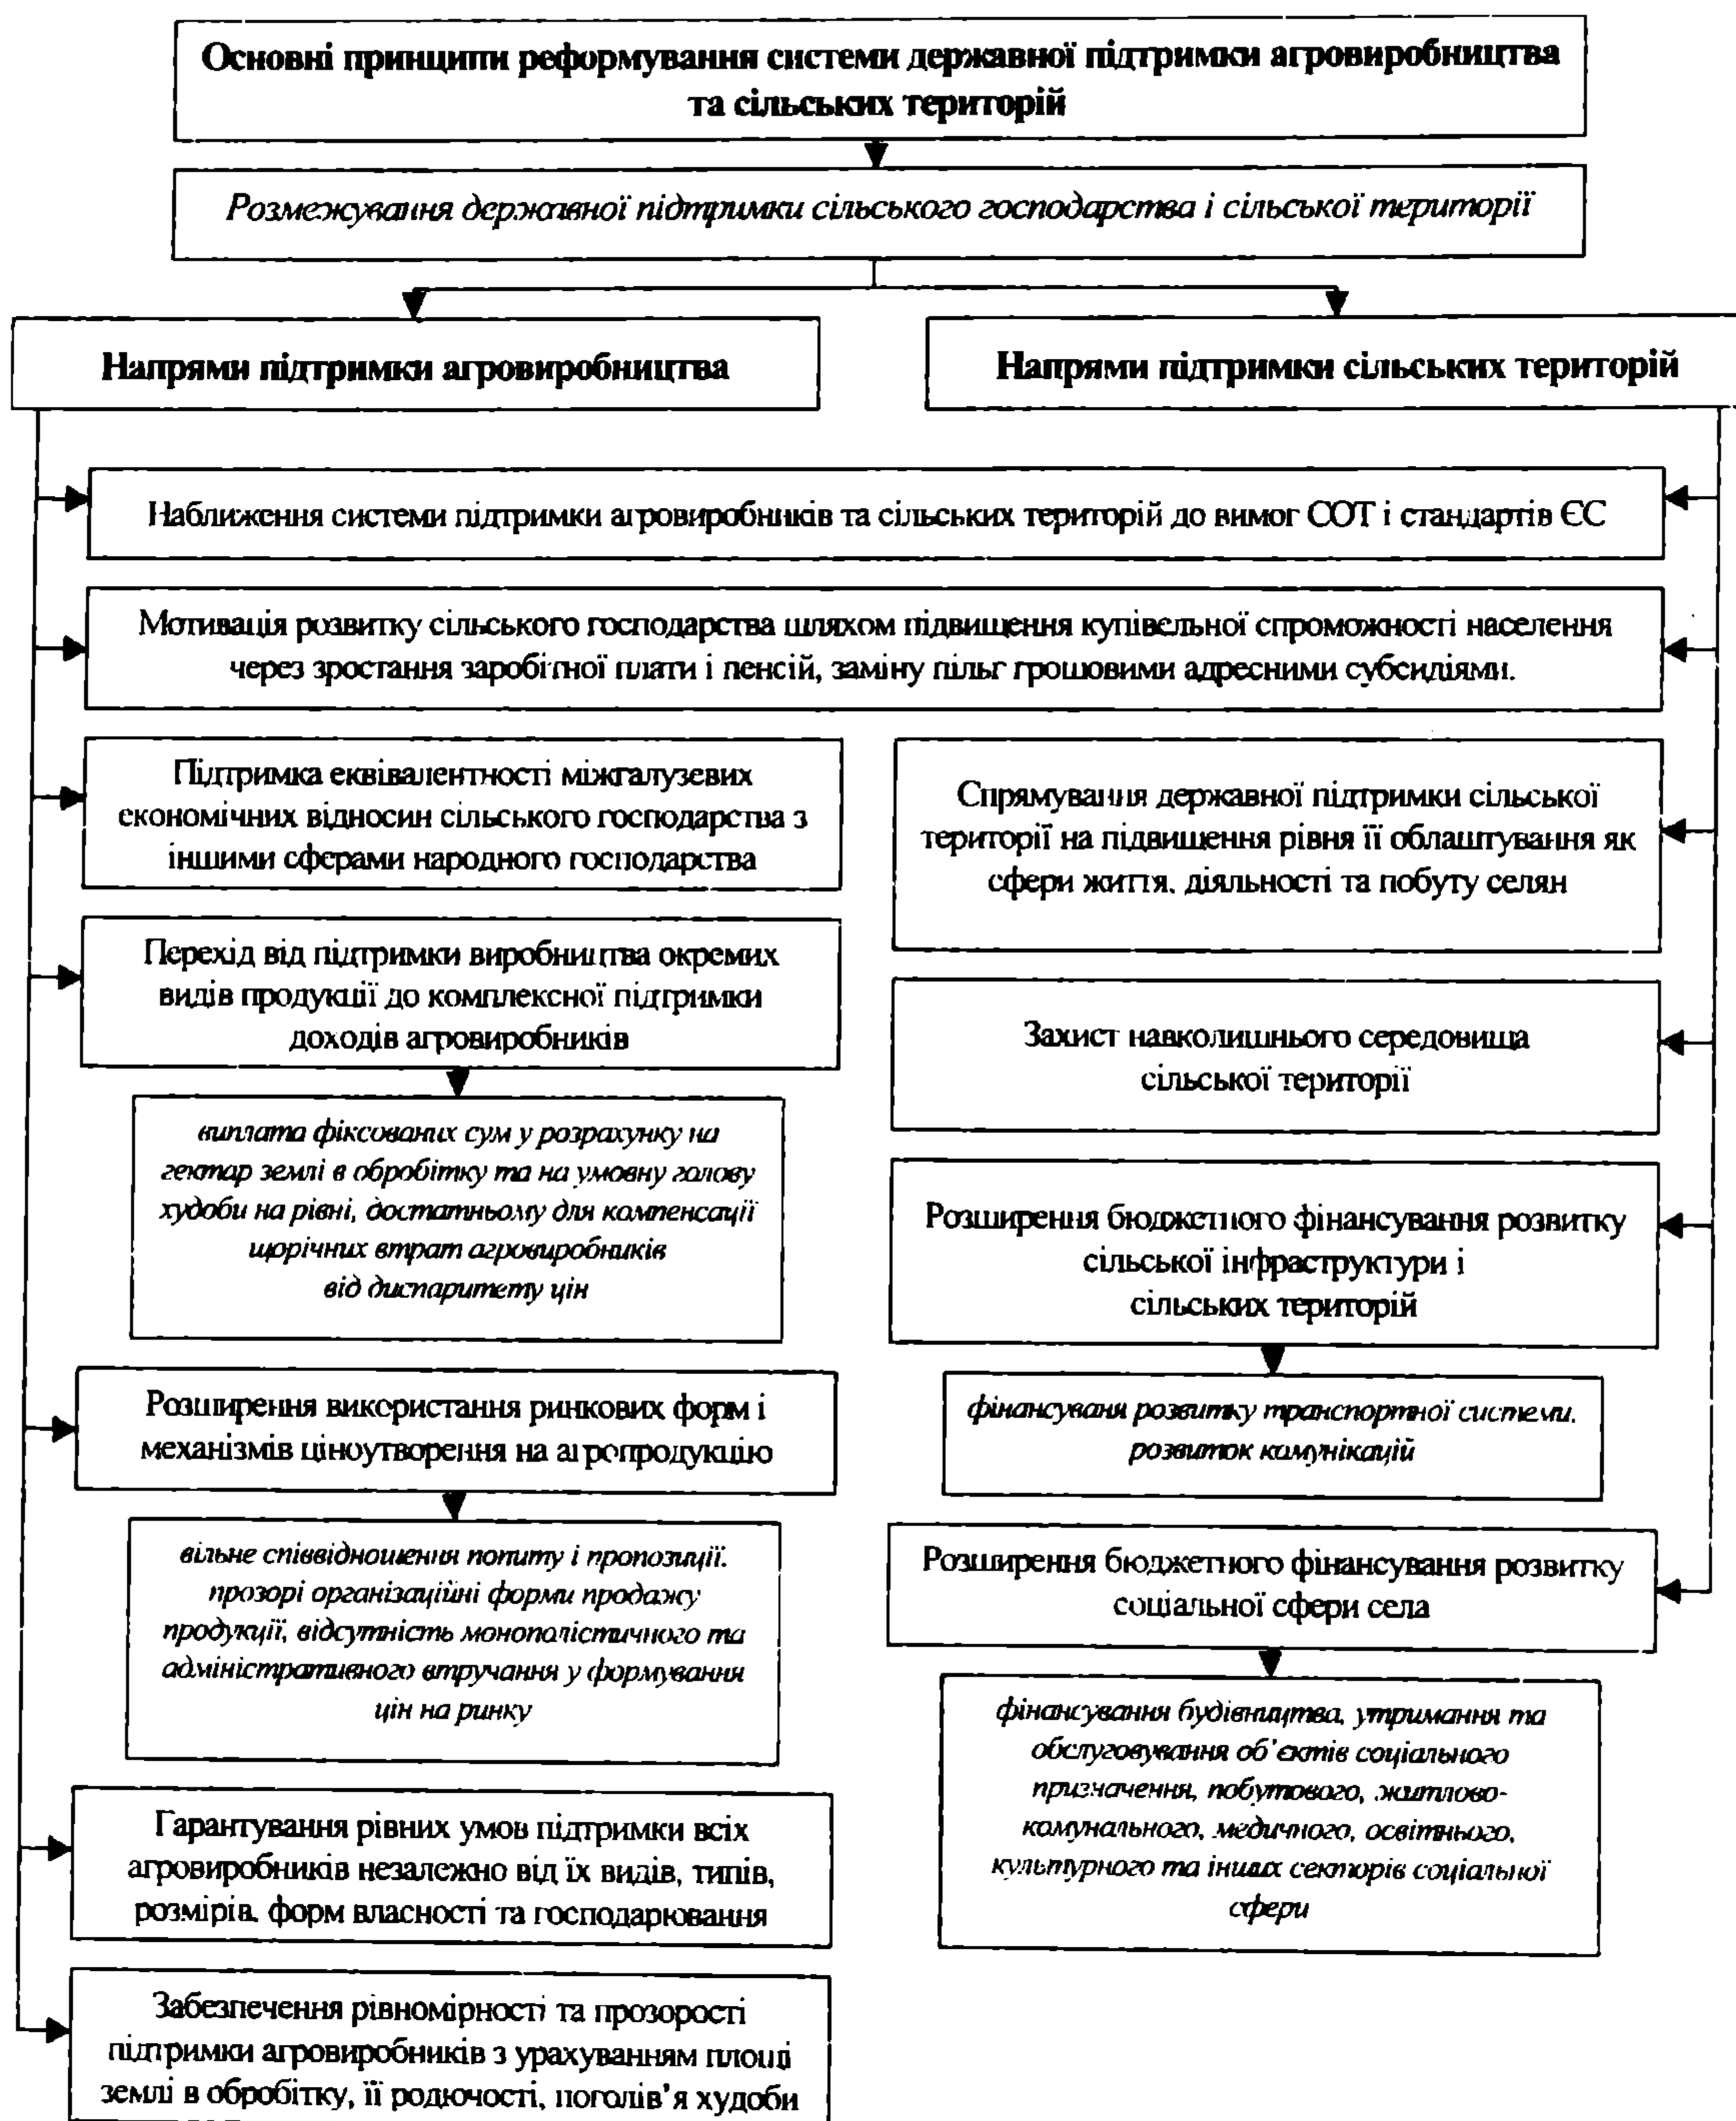 Основні принципи реформування системи державної підтримки агровиробництва
та сільських територій
Розмежування державної підтримки сільського господарства і сільської території
Напрями підтримки агровиробництва
Напрями підтримки сільських територій
Наближення системи підтримки агровиробників та сільських територій до вимог СОТ і стандартів ЄС
Мотивація розвитку сільського господарства шляхом підвищення купівельної спроможності населення
через зростання заробітної плати і пенсій, заміну пільг грошовими адресними субсидіями.
Підтримка еквівалентності міжгалузевих
економічних відносин сільського господарства з
іншими сферами народного господарства
Перехід від підтримки виробництва окремих
видів продукції до комплексної підтримки
доходів агровиробників
виплата фіксованих сум у розрахунку на
гектар землі в обробітку та на умовну голову
худоби на рівні, достатньому для компенсації
щорічних втрат агровиробників
від диспаритету цін
Розширення використання ринкових форм і
механізмів ціноутворення на агропродукцію
вільне співвідношення попиту і пропозиції.
прозорі організаційні форми продажу
продукції, відсутність монополістичного та
адміністративного втручання у формування
цін на ринку
Гарантування рівних умов підтримки всіх
агровиробників незалежно від їх видів, типів,
розмірів, форм власності та господарювання
Забезпечення рівномірності та прозорості
підтримки агровиробників з урахуванням площі
землі в обробітку, її родючості, поголів'я худоби
Спрямування державної підтримки сільської
території на підвищення рівня її облаштування як
сфери життя, діяльності та побуту селян
Захист навколишнього середовища
сільської території
Розширення бюджетного фінансування розвитку
сільської інфраструктури і
сільських територій
фінансуваня розвитку транспортної системи,
розвиток комунікацій
Розширення бюджетного фінансування розвитку
соціальної сфери села
фінансування будівництва, утримання та
обслуговування об'єктів соціального
призначення, побутового, житлово-
комунального, медичного, освітнього,
культурного та інших секторів соціальної
сфери